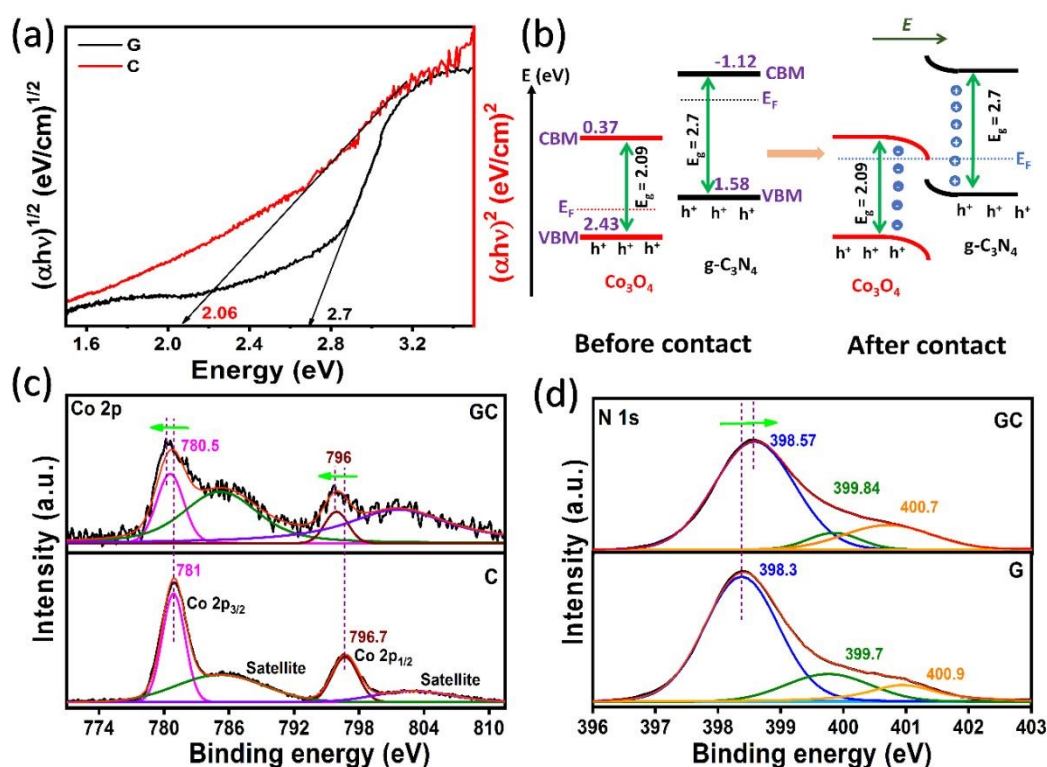 (a)
G
C
(αhν)¹ᐟ² (eV/cm)¹ᐟ²
(αhν)² (eV/cm)²
2.06
2.7
1.6 2.0 2.4 2.8 3.2
Energy (eV)
(b)
E (eV)
CBM 0.37
E_g = 2.09
E_F
VBM 2.43
h⁺ h⁺ h⁺
Co₃O₄
-1.12 CBM
E_F
E_g = 2.7
1.58 VBM
h⁺ h⁺ h⁺
g-C₃N₄
Before contact
E
E_g = 2.09
h⁺ h⁺ h⁺
Co₃O₄
E_g = 2.7
E_F
h⁺ h⁺ h⁺
g-C₃N₄
After contact
(c)
Co 2p
GC
780.5
796
C
781
Co 2p₃/₂
Satellite
796.7
Co 2p₁/₂
Satellite
Intensity (a.u.)
774 780 786 792 798 804 810
Binding energy (eV)
(d)
N 1s
GC
398.57
399.84
400.7
G
398.3
399.7
400.9
Intensity (a.u.)
396 397 398 399 400 401 402 403
Binding energy (eV)